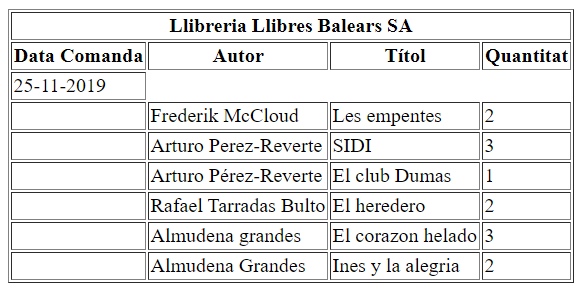 Llibreria Llibres Balears SA
Data Comanda Autor Títol Quantitat
25-11-2019
Frederik McCloud Les empentes 2
Arturo Perez-Reverte SIDI 3
Arturo Pérez-Reverte El club Dumas 1
Rafael Tarradas Bulto El heredero 2
Almudena grandes El corazon helado 3
Almudena Grandes Ines y la alegria 2